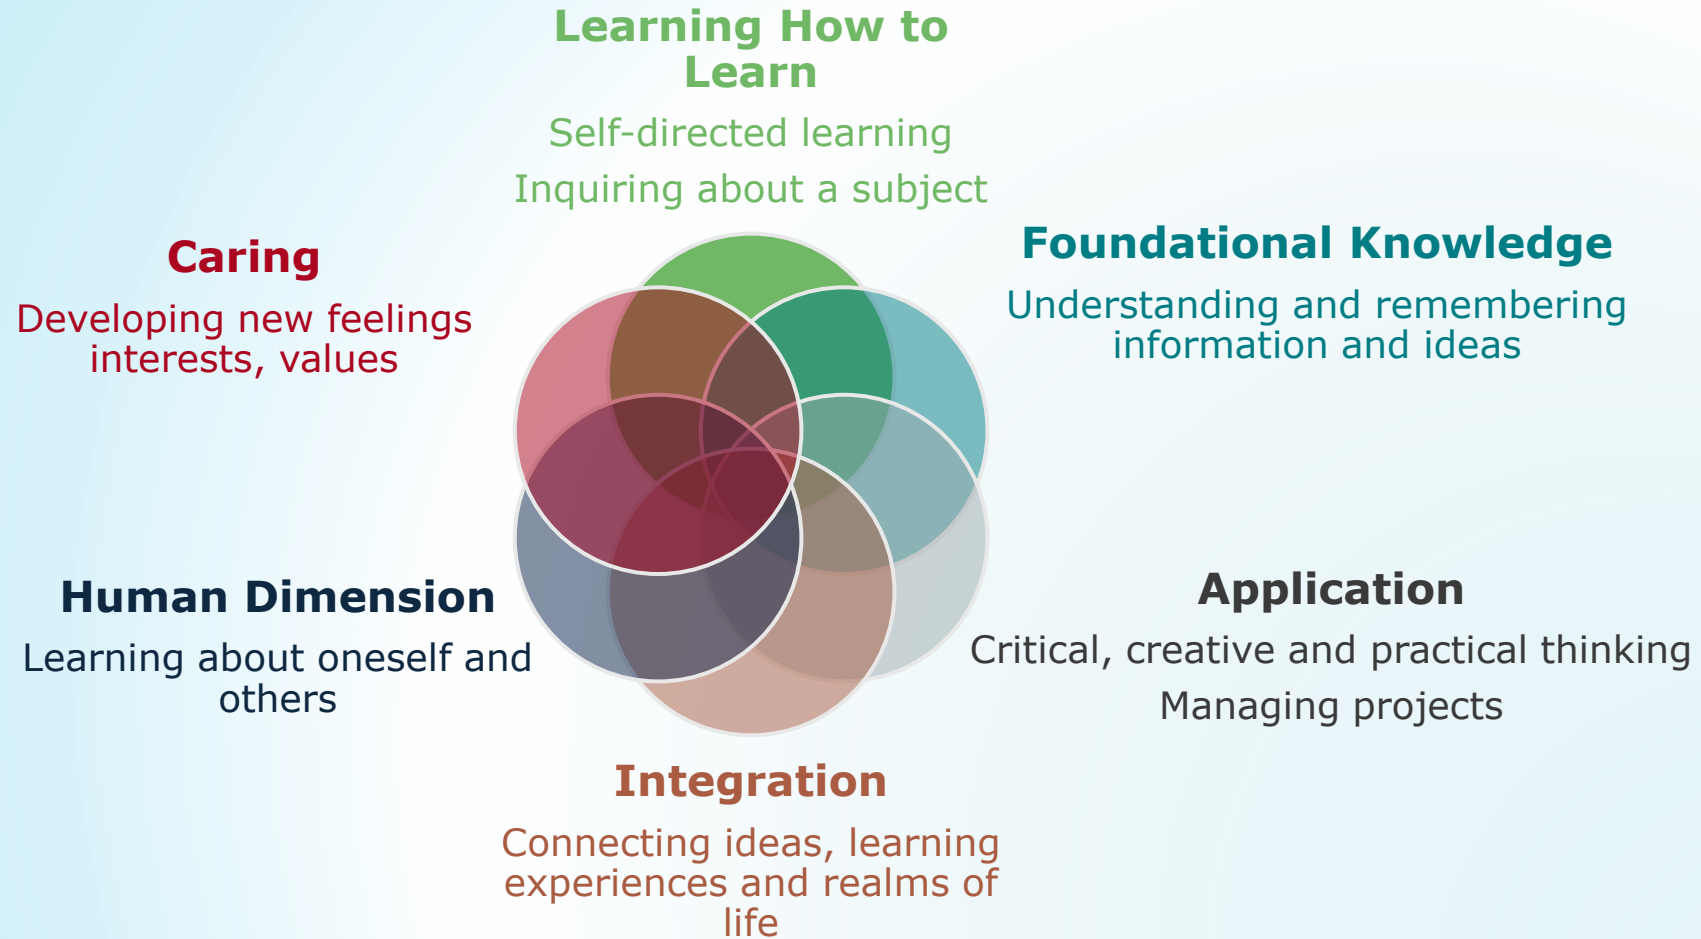 Learning How to
Learn
Self-directed learning
Inquiring about a subject
Foundational Knowledge
Understanding and remembering
information and ideas
Application
Critical, creative and practical thinking
Managing projects
Integration
Connecting ideas, learning
experiences and realms of
life
Human Dimension
Learning about oneself and
others
Caring
Developing new feelings
interests, values